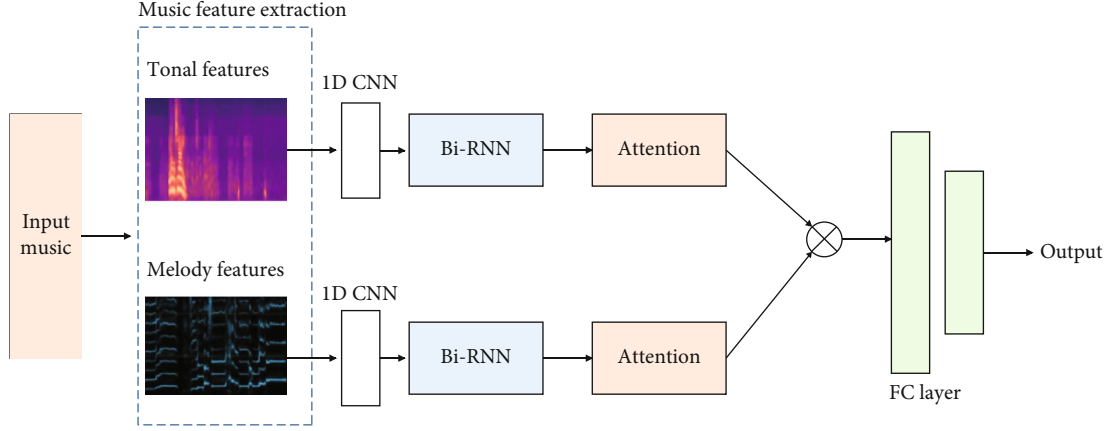 Music feature extraction
Tonal features
1D CNN
Bi-RNN
Attention
Input
music
Melody features
1D CNN
Bi-RNN
Attention
Output
FC layer